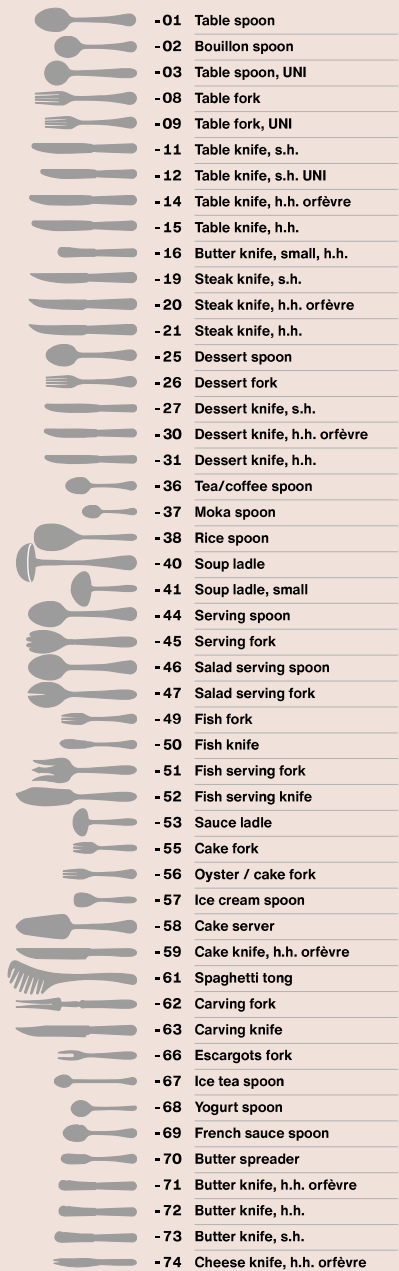 -01 Table spoon
-02 Bouillon spoon
-03 Table spoon, UNI
-08 Table fork
-09 Table fork, UNI
-11 Table knife, s.h.
-12 Table knife, s.h. UNI
-14 Table knife, h.h. orfèvre
-15 Table knife, h.h.
-16 Butter knife, small, h.h.
-19 Steak knife, s.h.
-20 Steak knife, h.h. orfèvre
-21 Steak knife, h.h.
-25 Dessert spoon
-26 Dessert fork
-27 Dessert knife, s.h.
-30 Dessert knife, h.h. orfèvre
-31 Dessert knife, h.h.
-36 Tea/coffee spoon
-37 Moka spoon
-38 Rice spoon
-40 Soup ladle
-41 Soup ladle, small
-44 Serving spoon
-45 Serving fork
-46 Salad serving spoon
-47 Salad serving fork
-49 Fish fork
-50 Fish knife
-51 Fish serving fork
-52 Fish serving knife
-53 Sauce ladle
-55 Cake fork
-56 Oyster / cake fork
-57 Ice cream spoon
-58 Cake server
-59 Cake knife, h.h. orfèvre
-61 Spaghetti tong
-62 Carving fork
-63 Carving knife
-66 Escargots fork
-67 Ice tea spoon
-68 Yogurt spoon
-69 French sauce spoon
-70 Butter spreader
-71 Butter knife, h.h. orfèvre
-72 Butter knife, h.h.
-73 Butter knife, s.h.
-74 Cheese knife, h.h. orfèvre